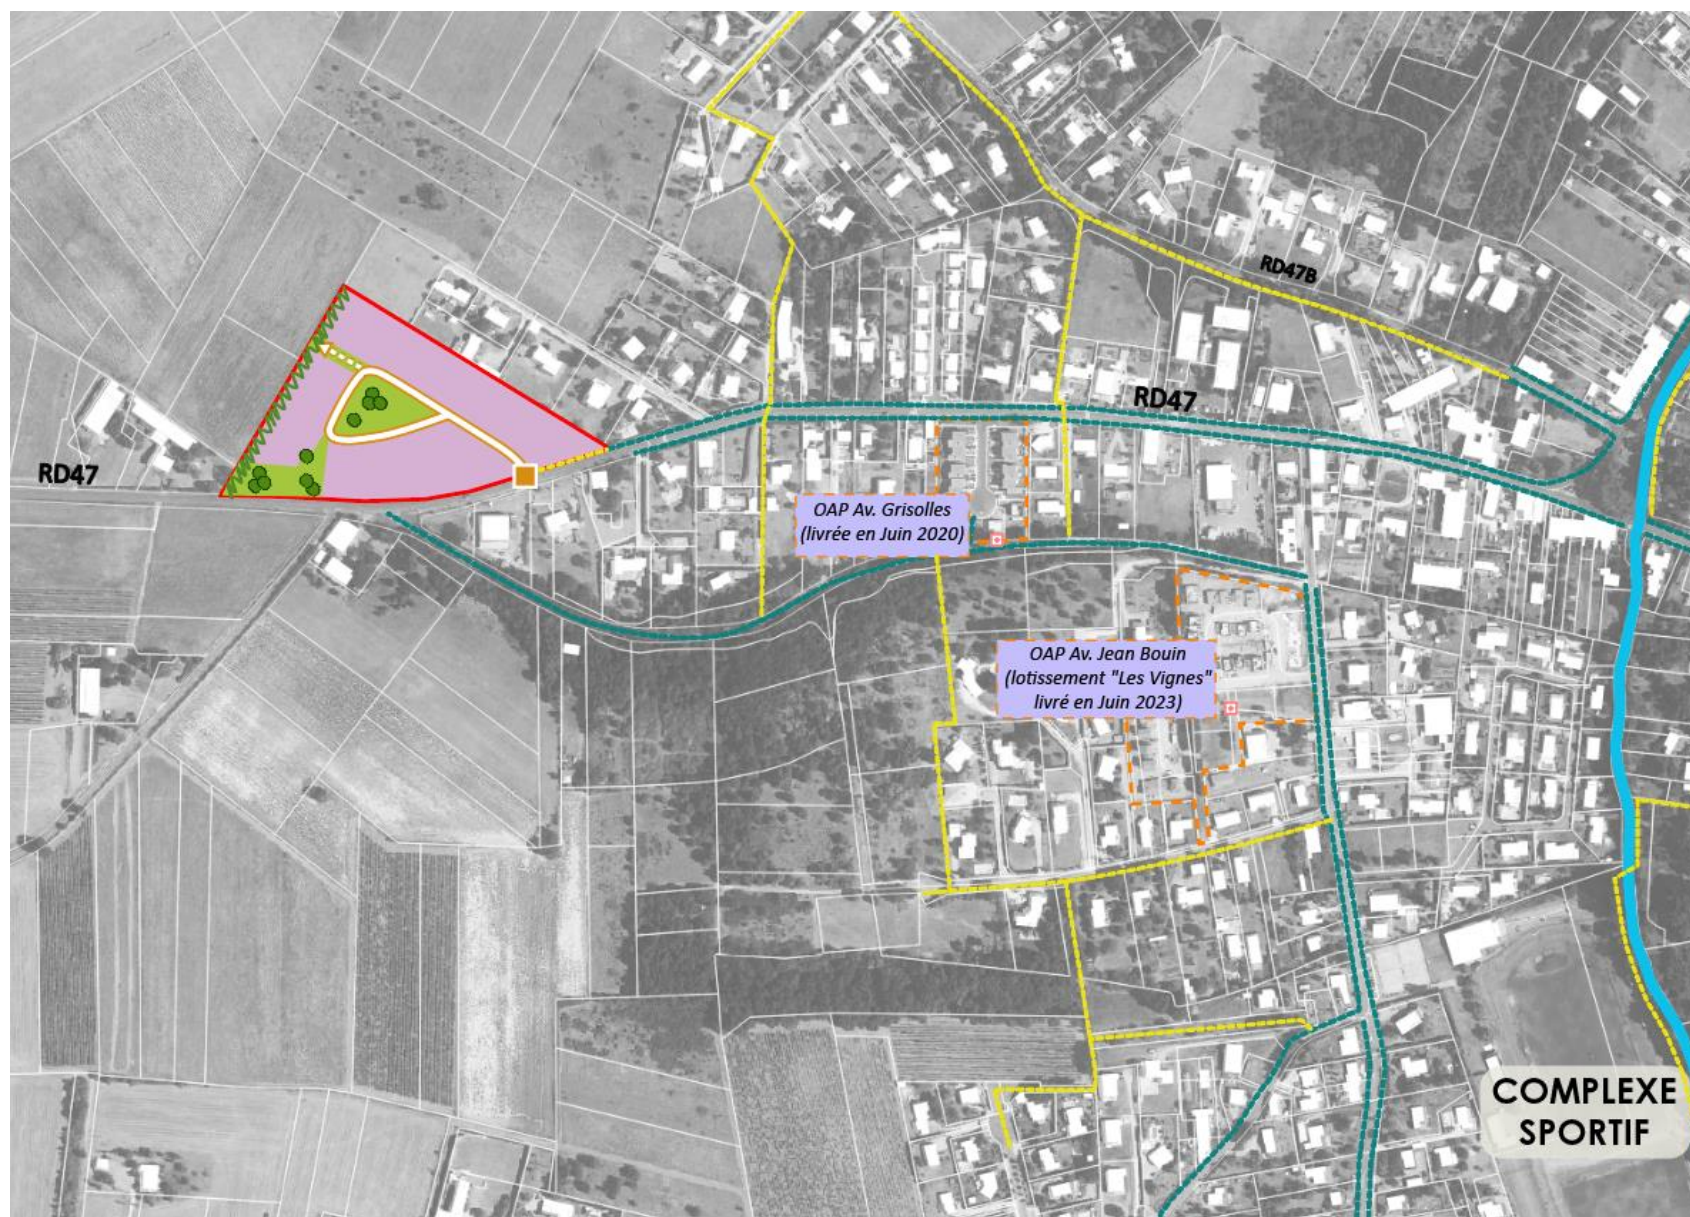 RD47B
RD47
RD47
OAP Av. Grisolles
(livrée en Juin 2020)
OAP Av. Jean Bouin
(lotissement "Les Vignes"
livré en Juin 2023)
COMPLEXE
SPORTIF